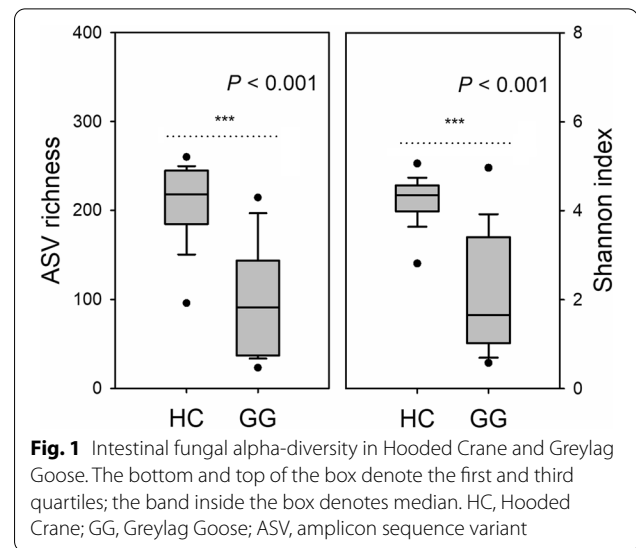 400
300
200
100
0
ASV richness
P < 0.001
***
HC GG
P < 0.001
***
HC GG
8
6
4
2
0
Shannon index
Fig. 1 Intestinal fungal alpha-diversity in Hooded Crane and Greylag
Goose. The bottom and top of the box denote the first and third
quartiles; the band inside the box denotes median. HC, Hooded
Crane; GG, Greylag Goose; ASV, amplicon sequence variant